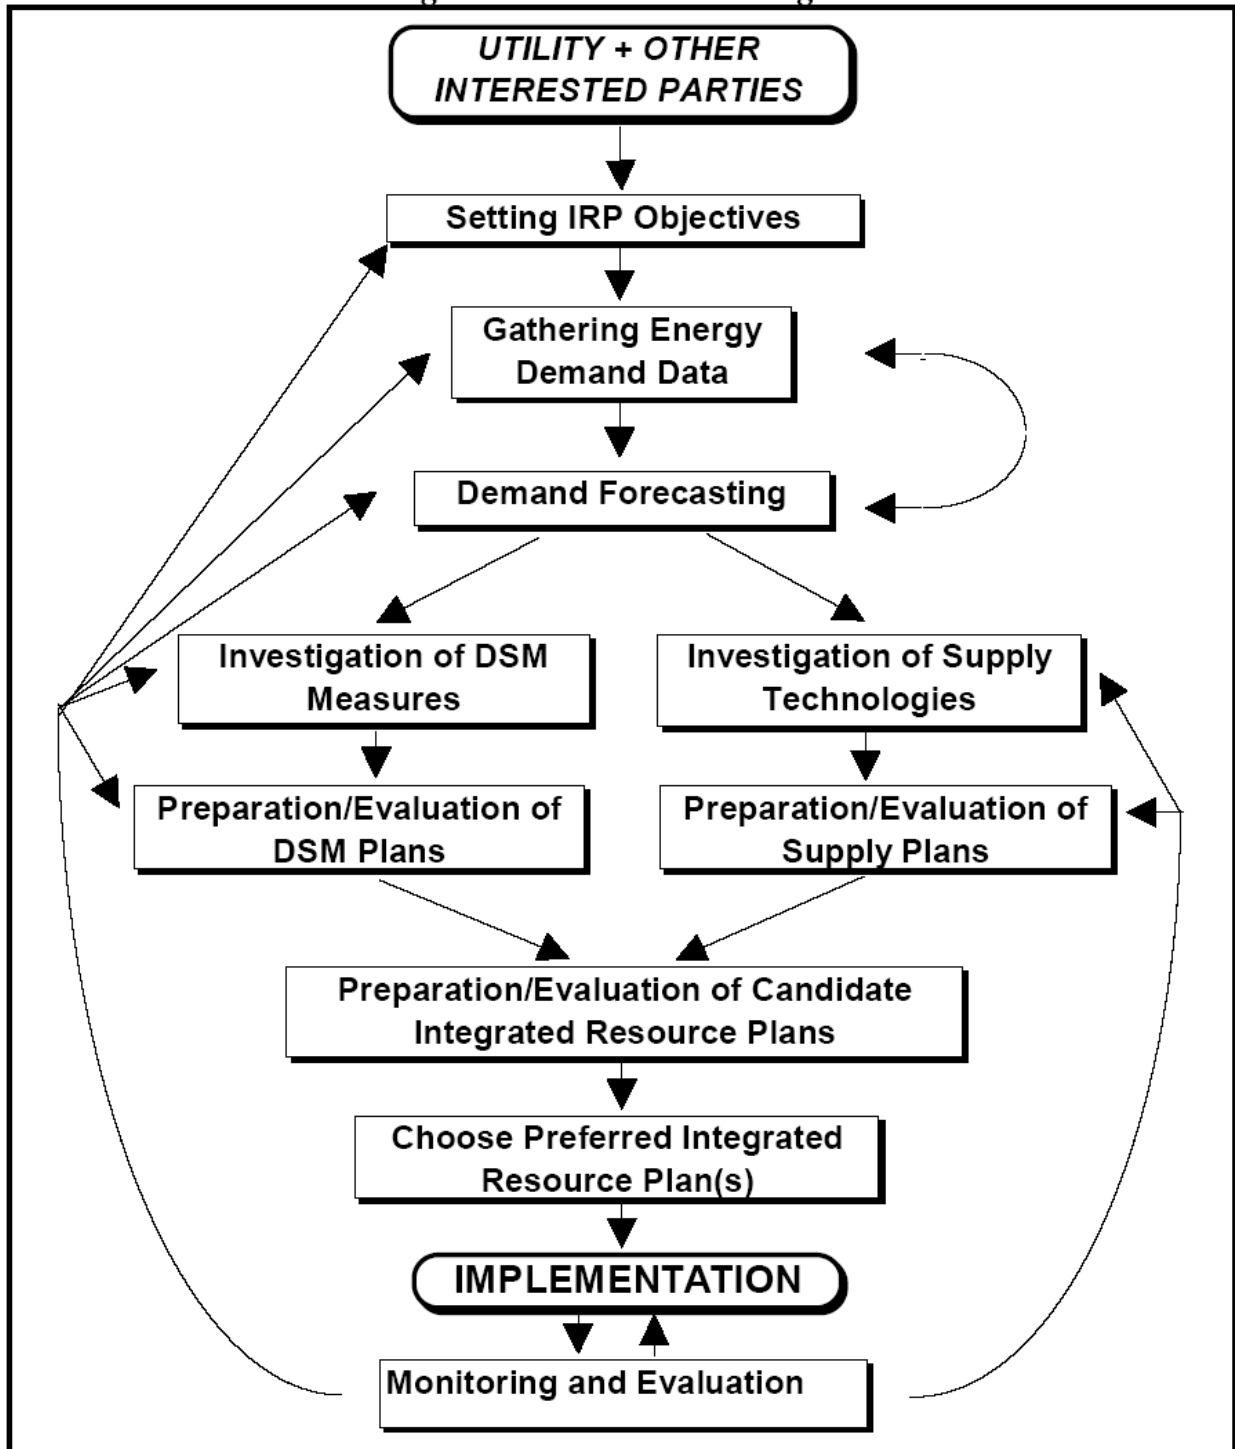 UTILITY + OTHER
INTERESTED PARTIES
Setting IRP Objectives
Gathering Energy
Demand Data
Demand Forecasting
Investigation of DSM
Measures
Investigation of Supply
Technologies
Preparation/Evaluation of
DSM Plans
Preparation/Evaluation of
Supply Plans
Preparation/Evaluation of Candidate
Integrated Resource Plans
Choose Preferred Integrated
Resource Plan(s)
IMPLEMENTATION
Monitoring and Evaluation